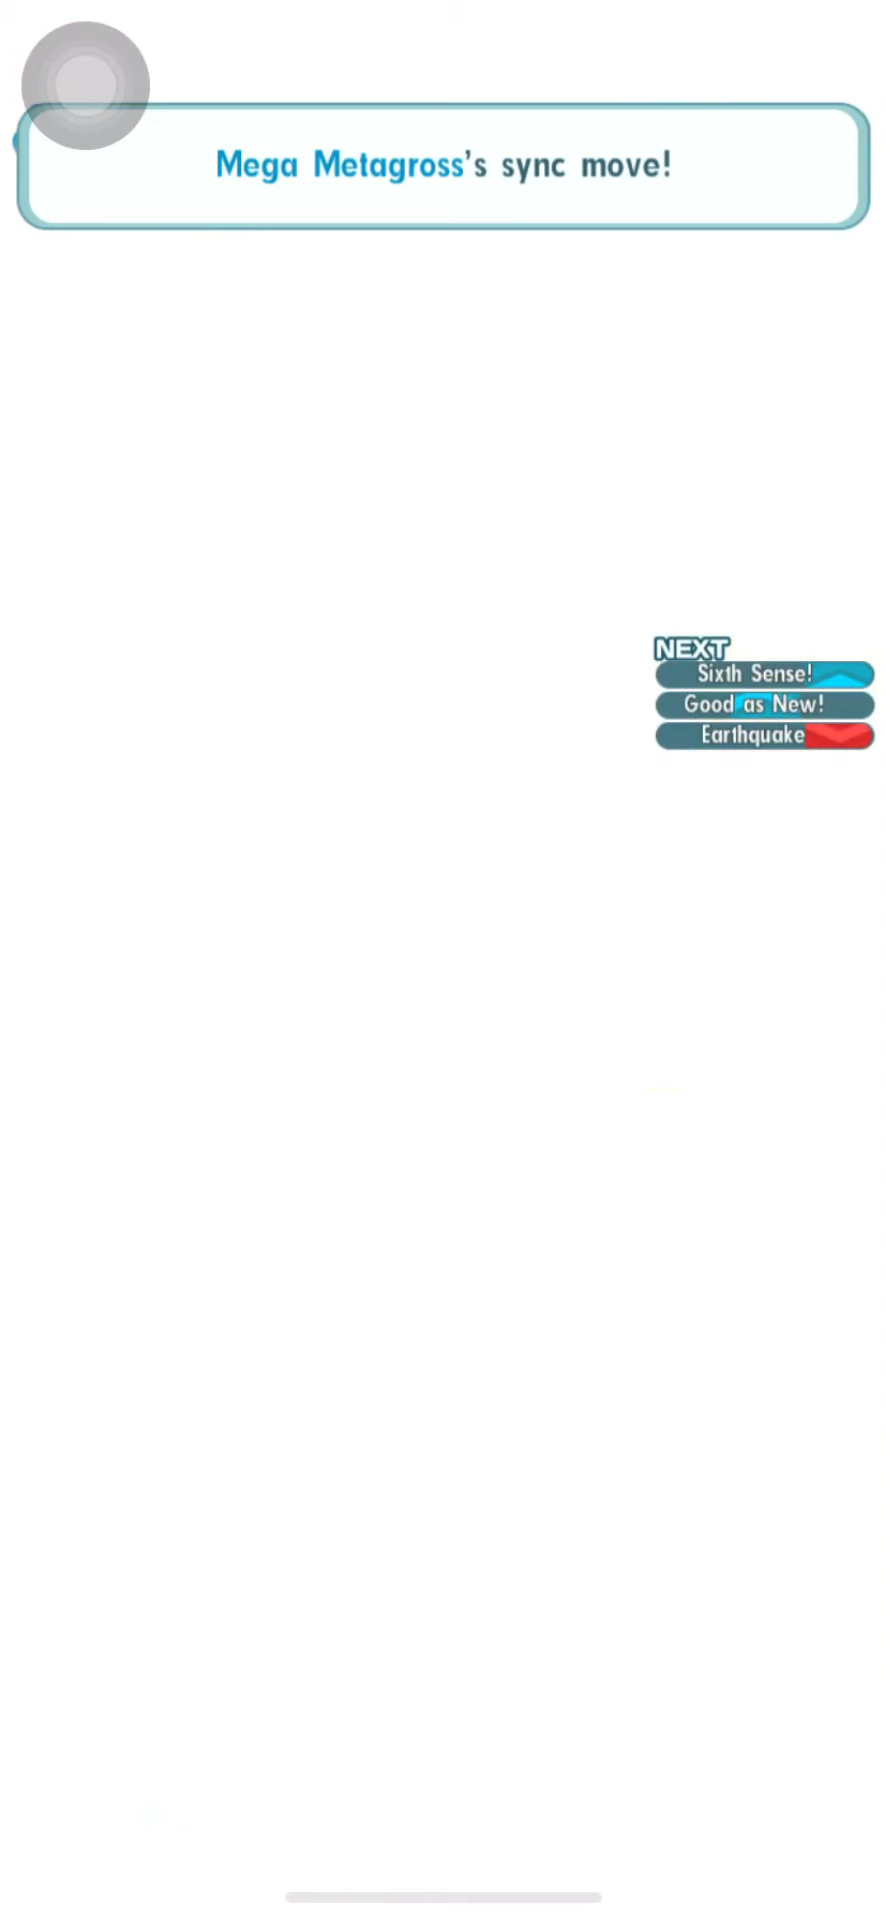 Mega Metagross's sync move!
NEXT
Sixth Sense!
Good as New!
Earthquake